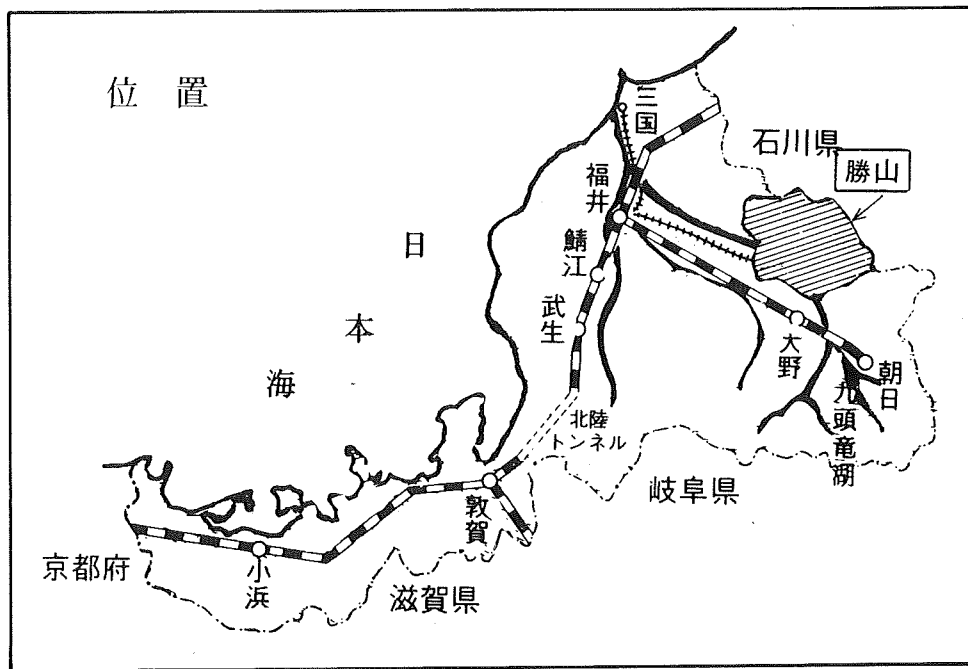 位置
三国
石川県
勝山
福井
日本海
鯖江
武生
大野
朝日
九頭竜湖
北陸
トンネル
岐阜県
敦賀
京都府
小浜
滋賀県